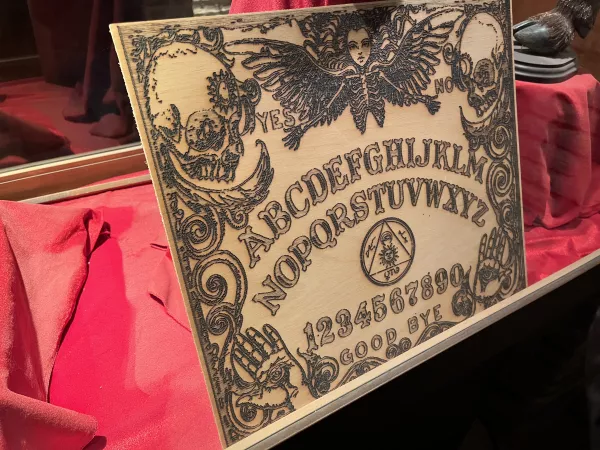 YES NO
ABCDEFGHIJKLM
NOPQRSTUVWXYZ
1234567890
GOOD BYE